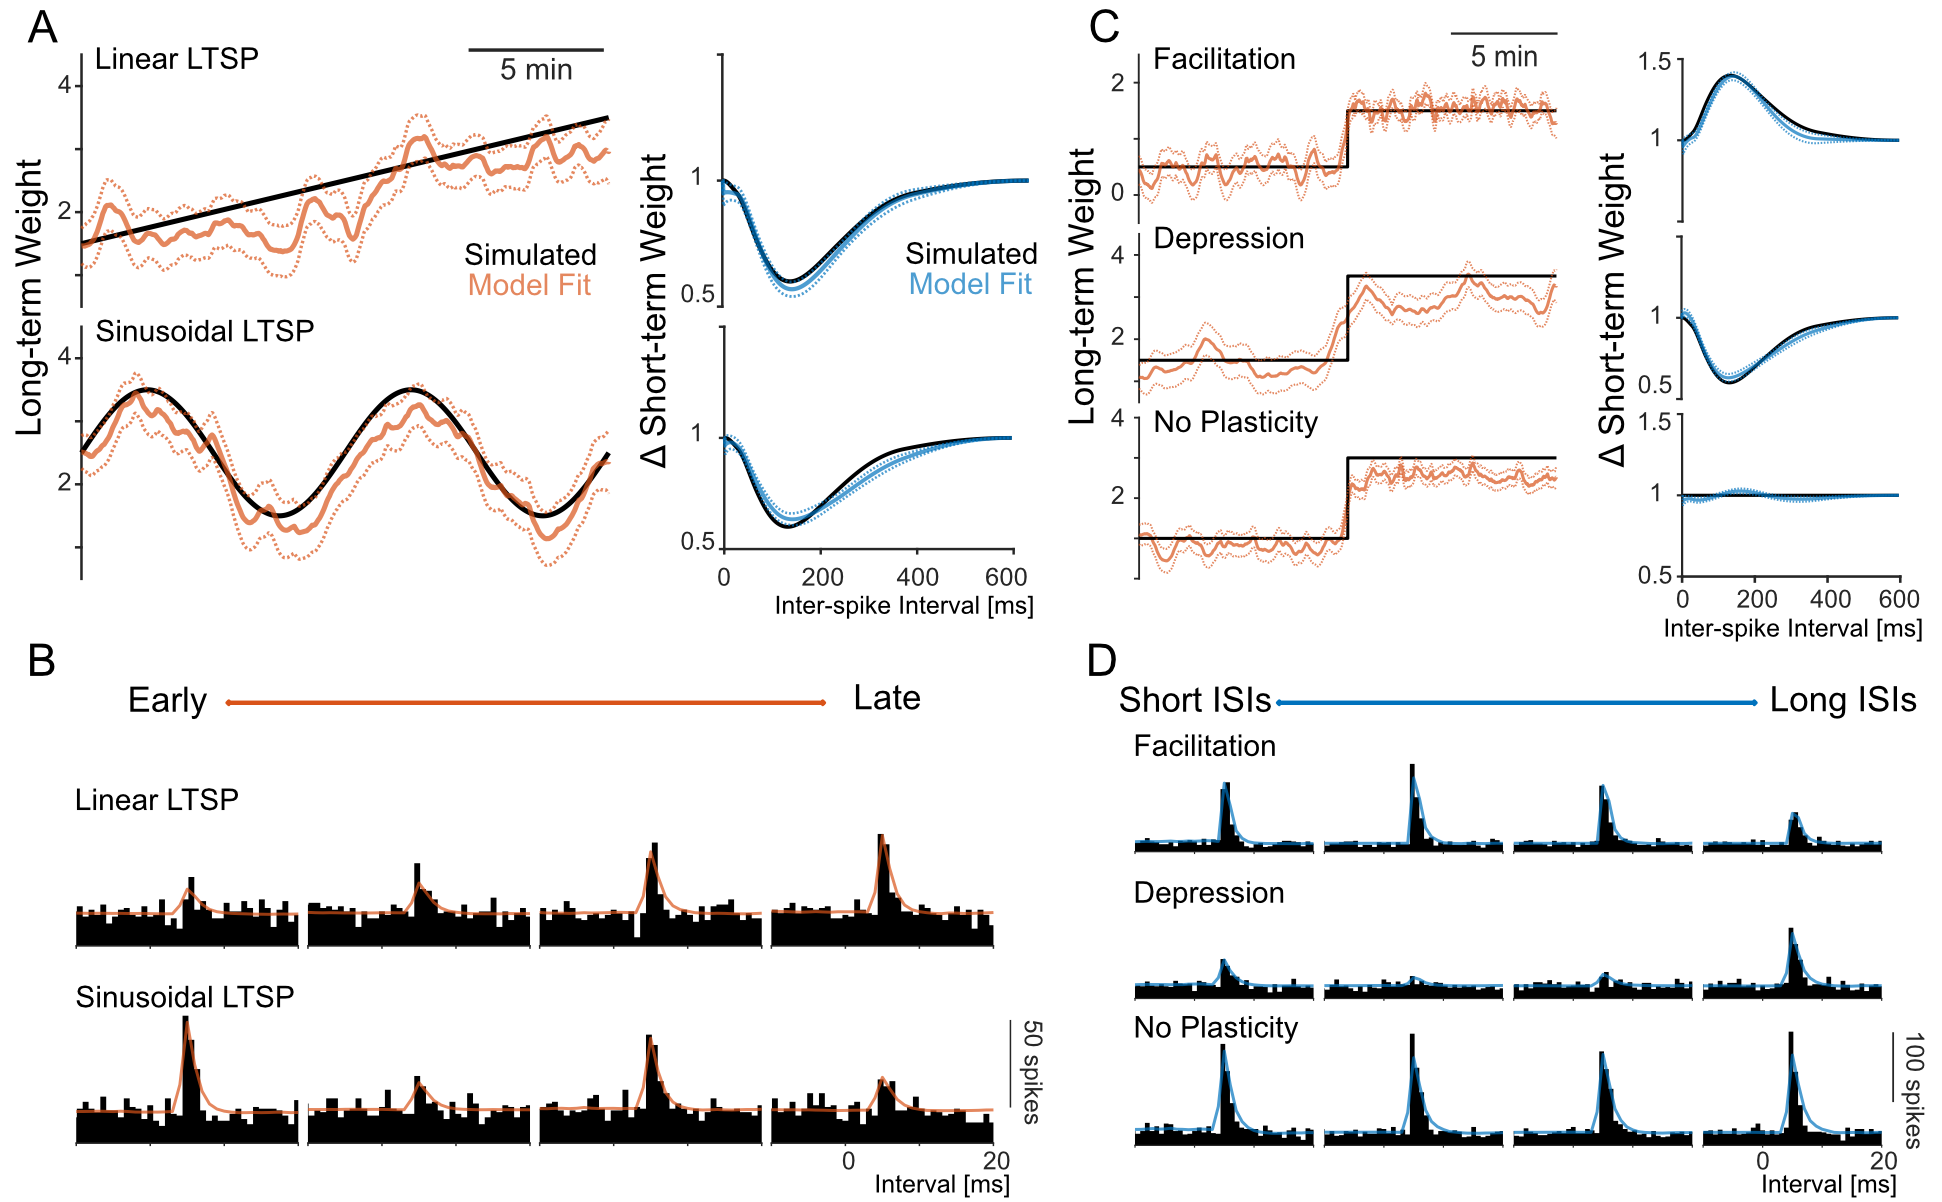 A
Linear LTSP
5 min
4
2
Long-term Weight
Simulated
Model Fit
Sinusoidal LTSP
4
2
Δ Short-term Weight
1
0.5
Simulated
Model Fit
1
0.5
0 200 400 600
Inter-spike Interval [ms]
C
Facilitation
5 min
2
0
Long-term Weight
Depression
4
2
No Plasticity
4
2
Δ Short-term Weight
1.5
1
1
0.5
1.5
1
0.5
0 200 400 600
Inter-spike Interval [ms]
B
Early
Late
Linear LTSP
Sinusoidal LTSP
50 spikes
0 20
Interval [ms]
D
Short ISIs
Long ISIs
Facilitation
Depression
No Plasticity
100 spikes
0 20
Interval [ms]